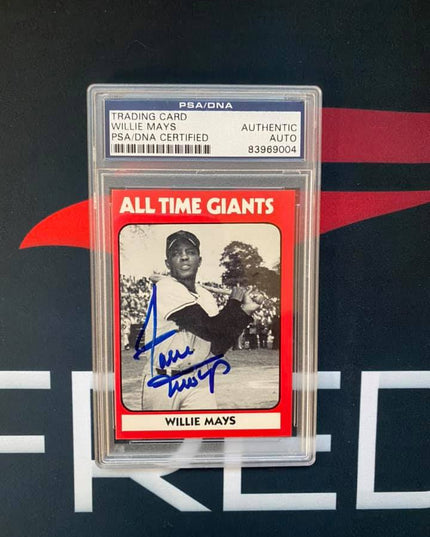 PSA/DNA
TRADING CARD
WILLIE MAYS
PSA/DNA CERTIFIED
AUTHENTIC
AUTO
83969004
ALL TIME GIANTS
Willie Mays
WILLIE MAYS
FRED